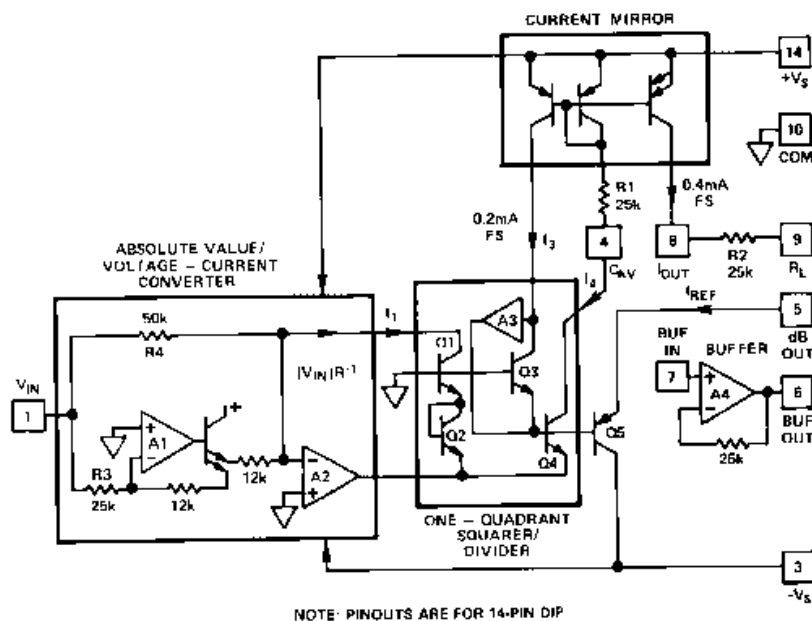 CURRENT MIRROR
14
+VS
10
COM
R1
25k
0.4mA
FS
0.2mA
FS
I3
4
CAV
8
IOUT
R2
25k
9
RL
ABSOLUTE VALUE/
VOLTAGE – CURRENT
CONVERTER
I4
IREF
5
dB
OUT
50k
R4
I1
A3
Q1
Q3
|VIN|R-1
BUF
IN
BUFFER
7
+
A4
–
6
BUF
OUT
25k
VIN
1
+
+
A1
–
Q2
Q4
Q5
R3
25k
12k
12k
–
A2
+
ONE – QUADRANT
SQUARER/
DIVIDER
3
-VS
NOTE: PINOUTS ARE FOR 14-PIN DIP